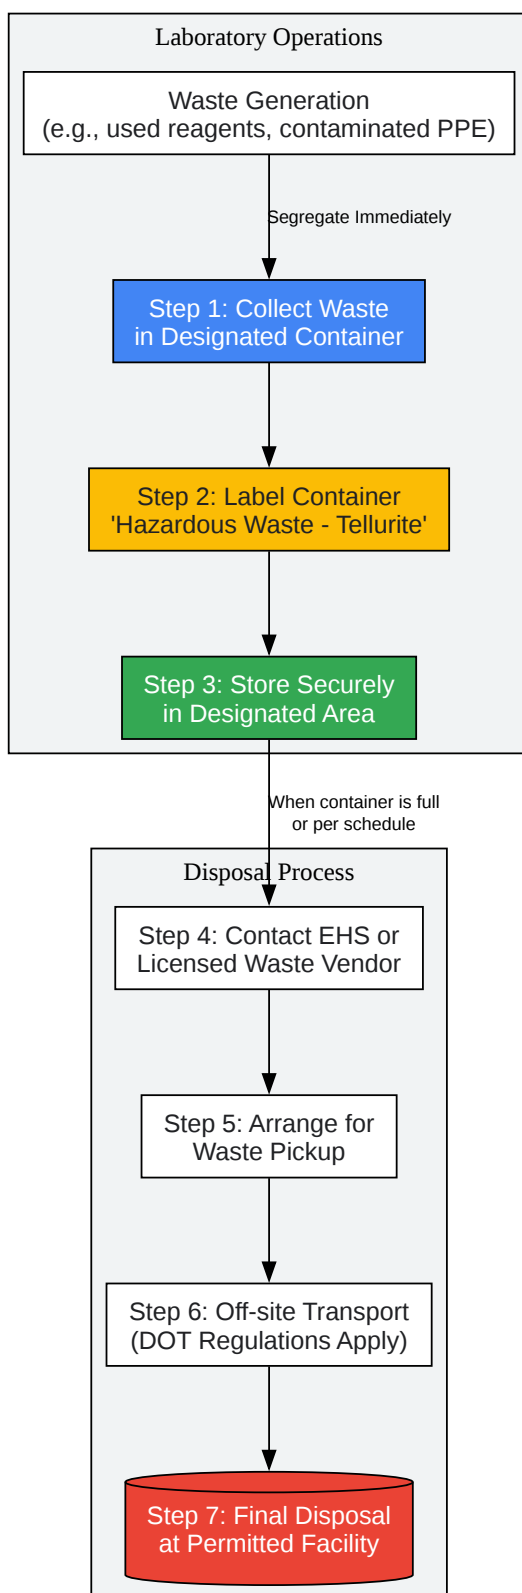 Laboratory Operations
Waste Generation
(e.g., used reagents, contaminated PPE)
Segregate Immediately
Step 1: Collect Waste
in Designated Container
Step 2: Label Container
'Hazardous Waste - Tellurite'
Step 3: Store Securely
in Designated Area
When container is full
or per schedule
Disposal Process
Step 4: Contact EHS or
Licensed Waste Vendor
Step 5: Arrange for
Waste Pickup
Step 6: Off-site Transport
(DOT Regulations Apply)
Step 7: Final Disposal
at Permitted Facility